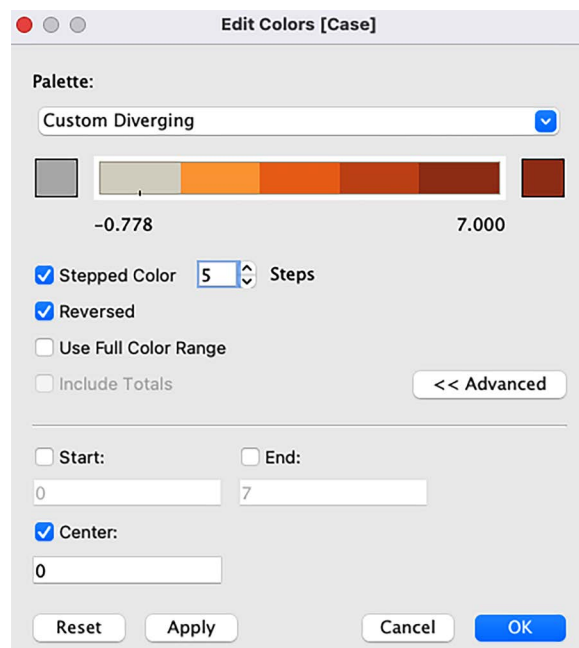 Edit Colors [Case]
Palette:
Custom Diverging
-0.778 7.000
Stepped Color 5 Steps
Reversed
Use Full Color Range
Include Totals << Advanced
Start: End:
0 7
Center:
0
Reset Apply Cancel OK